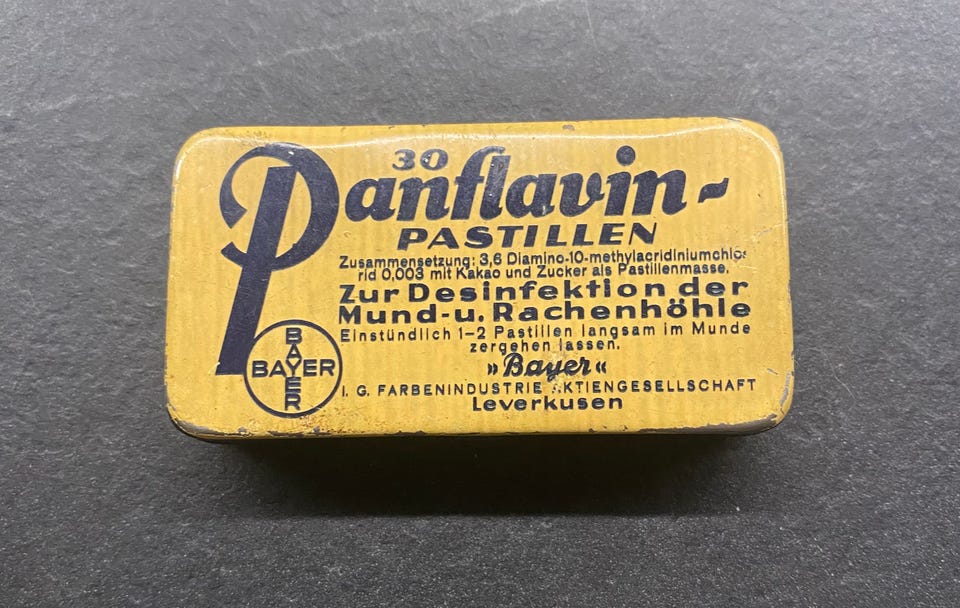 30
Panflavin-
PASTILLEN
Zusammensetzung: 3,6 Diamino-10-methylacridiniumchlo-
rid 0,003 mit Kakao und Zucker als Pastillenmasse.
Zur Desinfektion der
Mund-u. Rachenhöhle
Einstündlich 1-2 Pastillen langsam im Munde
zergehen lassen.
»Bayer«
I. G. FARBENINDUSTRIE AKTIENGESELLSCHAFT
Leverkusen
BAYER
BAYER